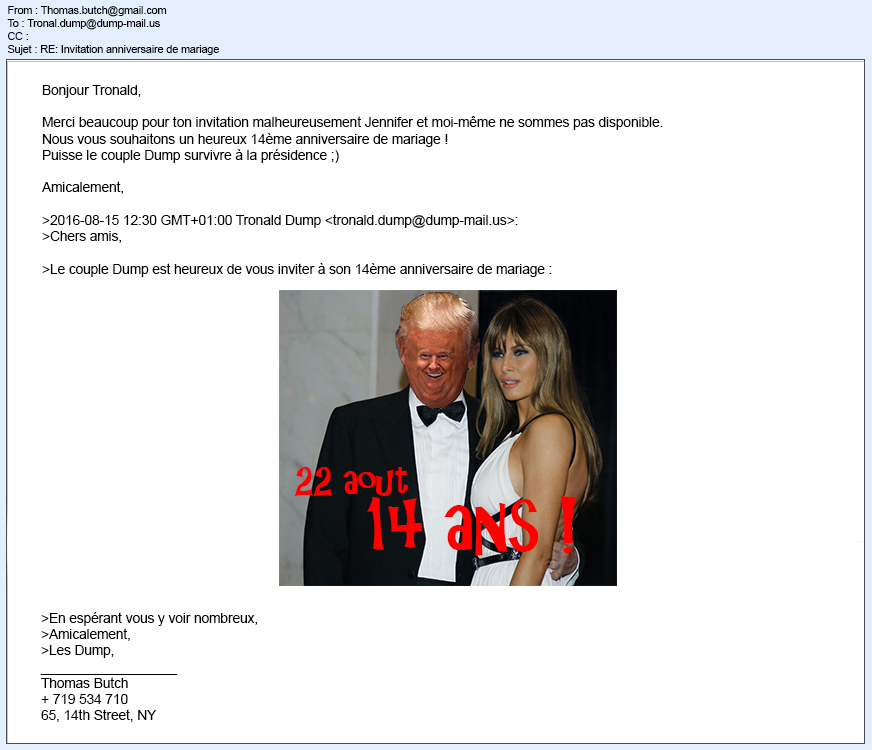 From : Thomas.butch@gmail.com
To : Tronal.dump@dump-mail.us
CC :
Sujet : RE: Invitation anniversaire de mariage
Bonjour Tronald,
Merci beaucoup pour ton invitation malheureusement Jennifer et moi-même ne sommes pas disponible.
Nous vous souhaitons un heureux 14ème anniversaire de mariage !
Puisse le couple Dump survivre à la présidence ;)
Amicalement,
>2016-08-15 12:30 GMT+01:00 Tronald Dump <tronald.dump@dump-mail.us>:
>Chers amis,
>Le couple Dump est heureux de vous inviter à son 14ème anniversaire de mariage :
22 aout
14 ans !
>En espérant vous y voir nombreux,
>Amicalement,
>Les Dump,
Thomas Butch
+ 719 534 710
65, 14th Street, NY